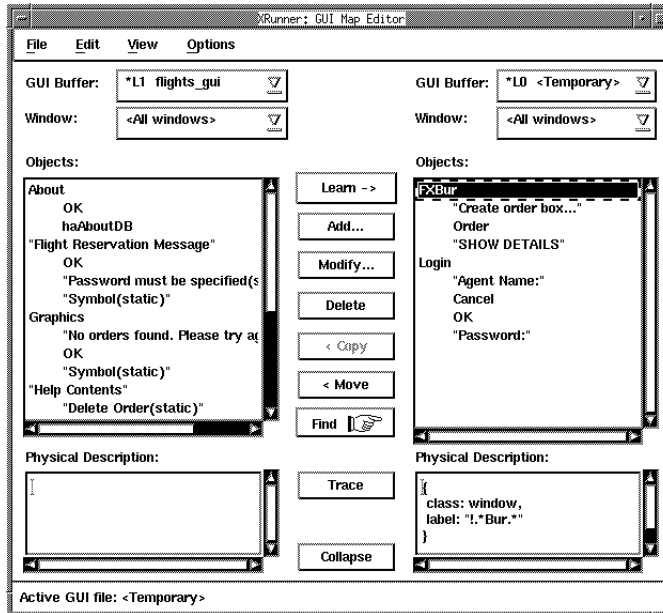 XRunner: GUI Map Editor
File Edit View Options
GUI Buffer: *L1 flights_gui
Window: <All windows>
Objects:
About
OK
haAboutDB
"Flight Reservation Message"
OK
"Password must be specified(s
"Symbol(static)"
Graphics
"No orders found. Please try ag
OK
"Symbol(static)"
"Help Contents"
"Delete Order(static)"
Physical Description:
Learn ->
Add...
Modify...
Delete
< Copy
< Move
Find
Trace
Collapse
GUI Buffer: *L0 <Temporary>
Window: <All windows>
Objects:
FXBur
"Create order box..."
Order
"SHOW DETAILS"
Login
"Agent Name:"
Cancel
OK
"Password:"
Physical Description:
{
class: window,
label: "!.*Bur.*"
}
Active GUI file: <Temporary>